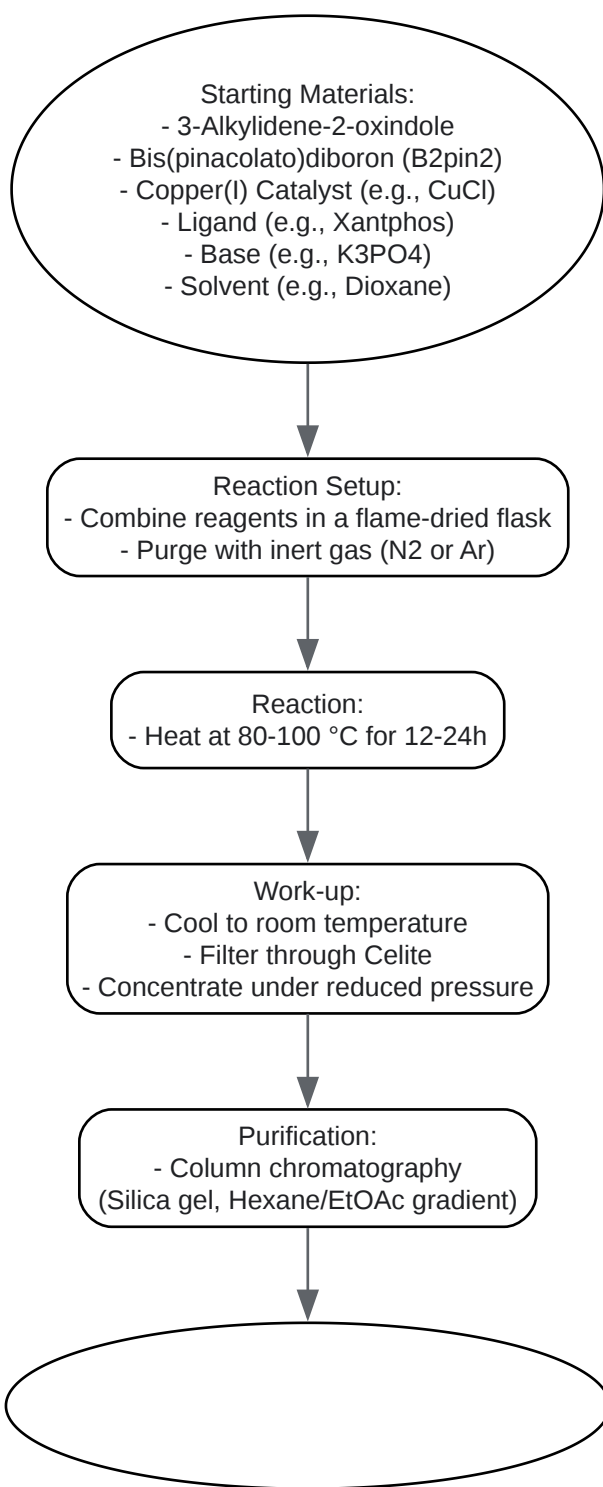 Starting Materials:
- 3-Alkylidene-2-oxindole
- Bis(pinacolato)diboron (B2pin2)
- Copper(I) Catalyst (e.g., CuCl)
- Ligand (e.g., Xantphos)
- Base (e.g., K3PO4)
- Solvent (e.g., Dioxane)
Reaction Setup:
- Combine reagents in a flame-dried flask
- Purge with inert gas (N2 or Ar)
Reaction:
- Heat at 80-100 °C for 12-24h
Work-up:
- Cool to room temperature
- Filter through Celite
- Concentrate under reduced pressure
Purification:
- Column chromatography
(Silica gel, Hexane/EtOAc gradient)